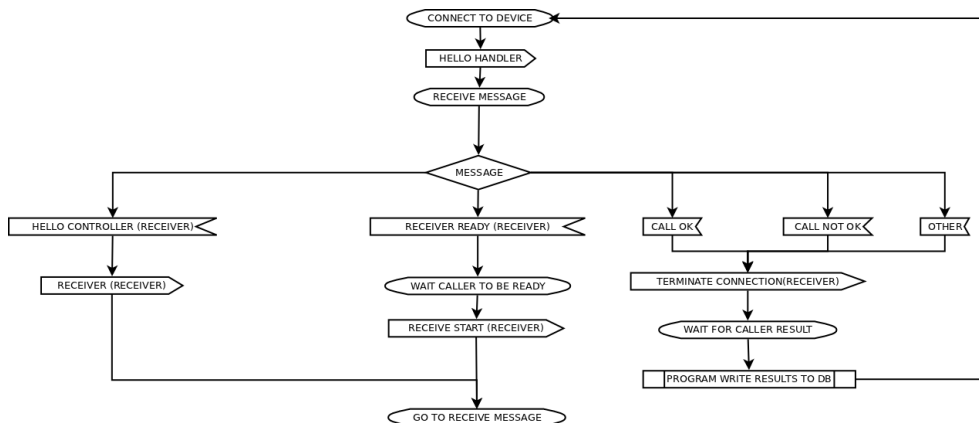 CONNECT TO DEVICE
HELLO HANDLER
RECEIVE MESSAGE
MESSAGE
HELLO CONTROLLER (RECEIVER)
RECEIVER READY (RECEIVER)
CALL OK
CALL NOT OK
OTHER
RECEIVER (RECEIVER)
WAIT CALLER TO BE READY
TERMINATE CONNECTION(RECEIVER)
RECEIVE START (RECEIVER)
WAIT FOR CALLER RESULT
PROGRAM WRITE RESULTS TO DB
GO TO RECEIVE MESSAGE